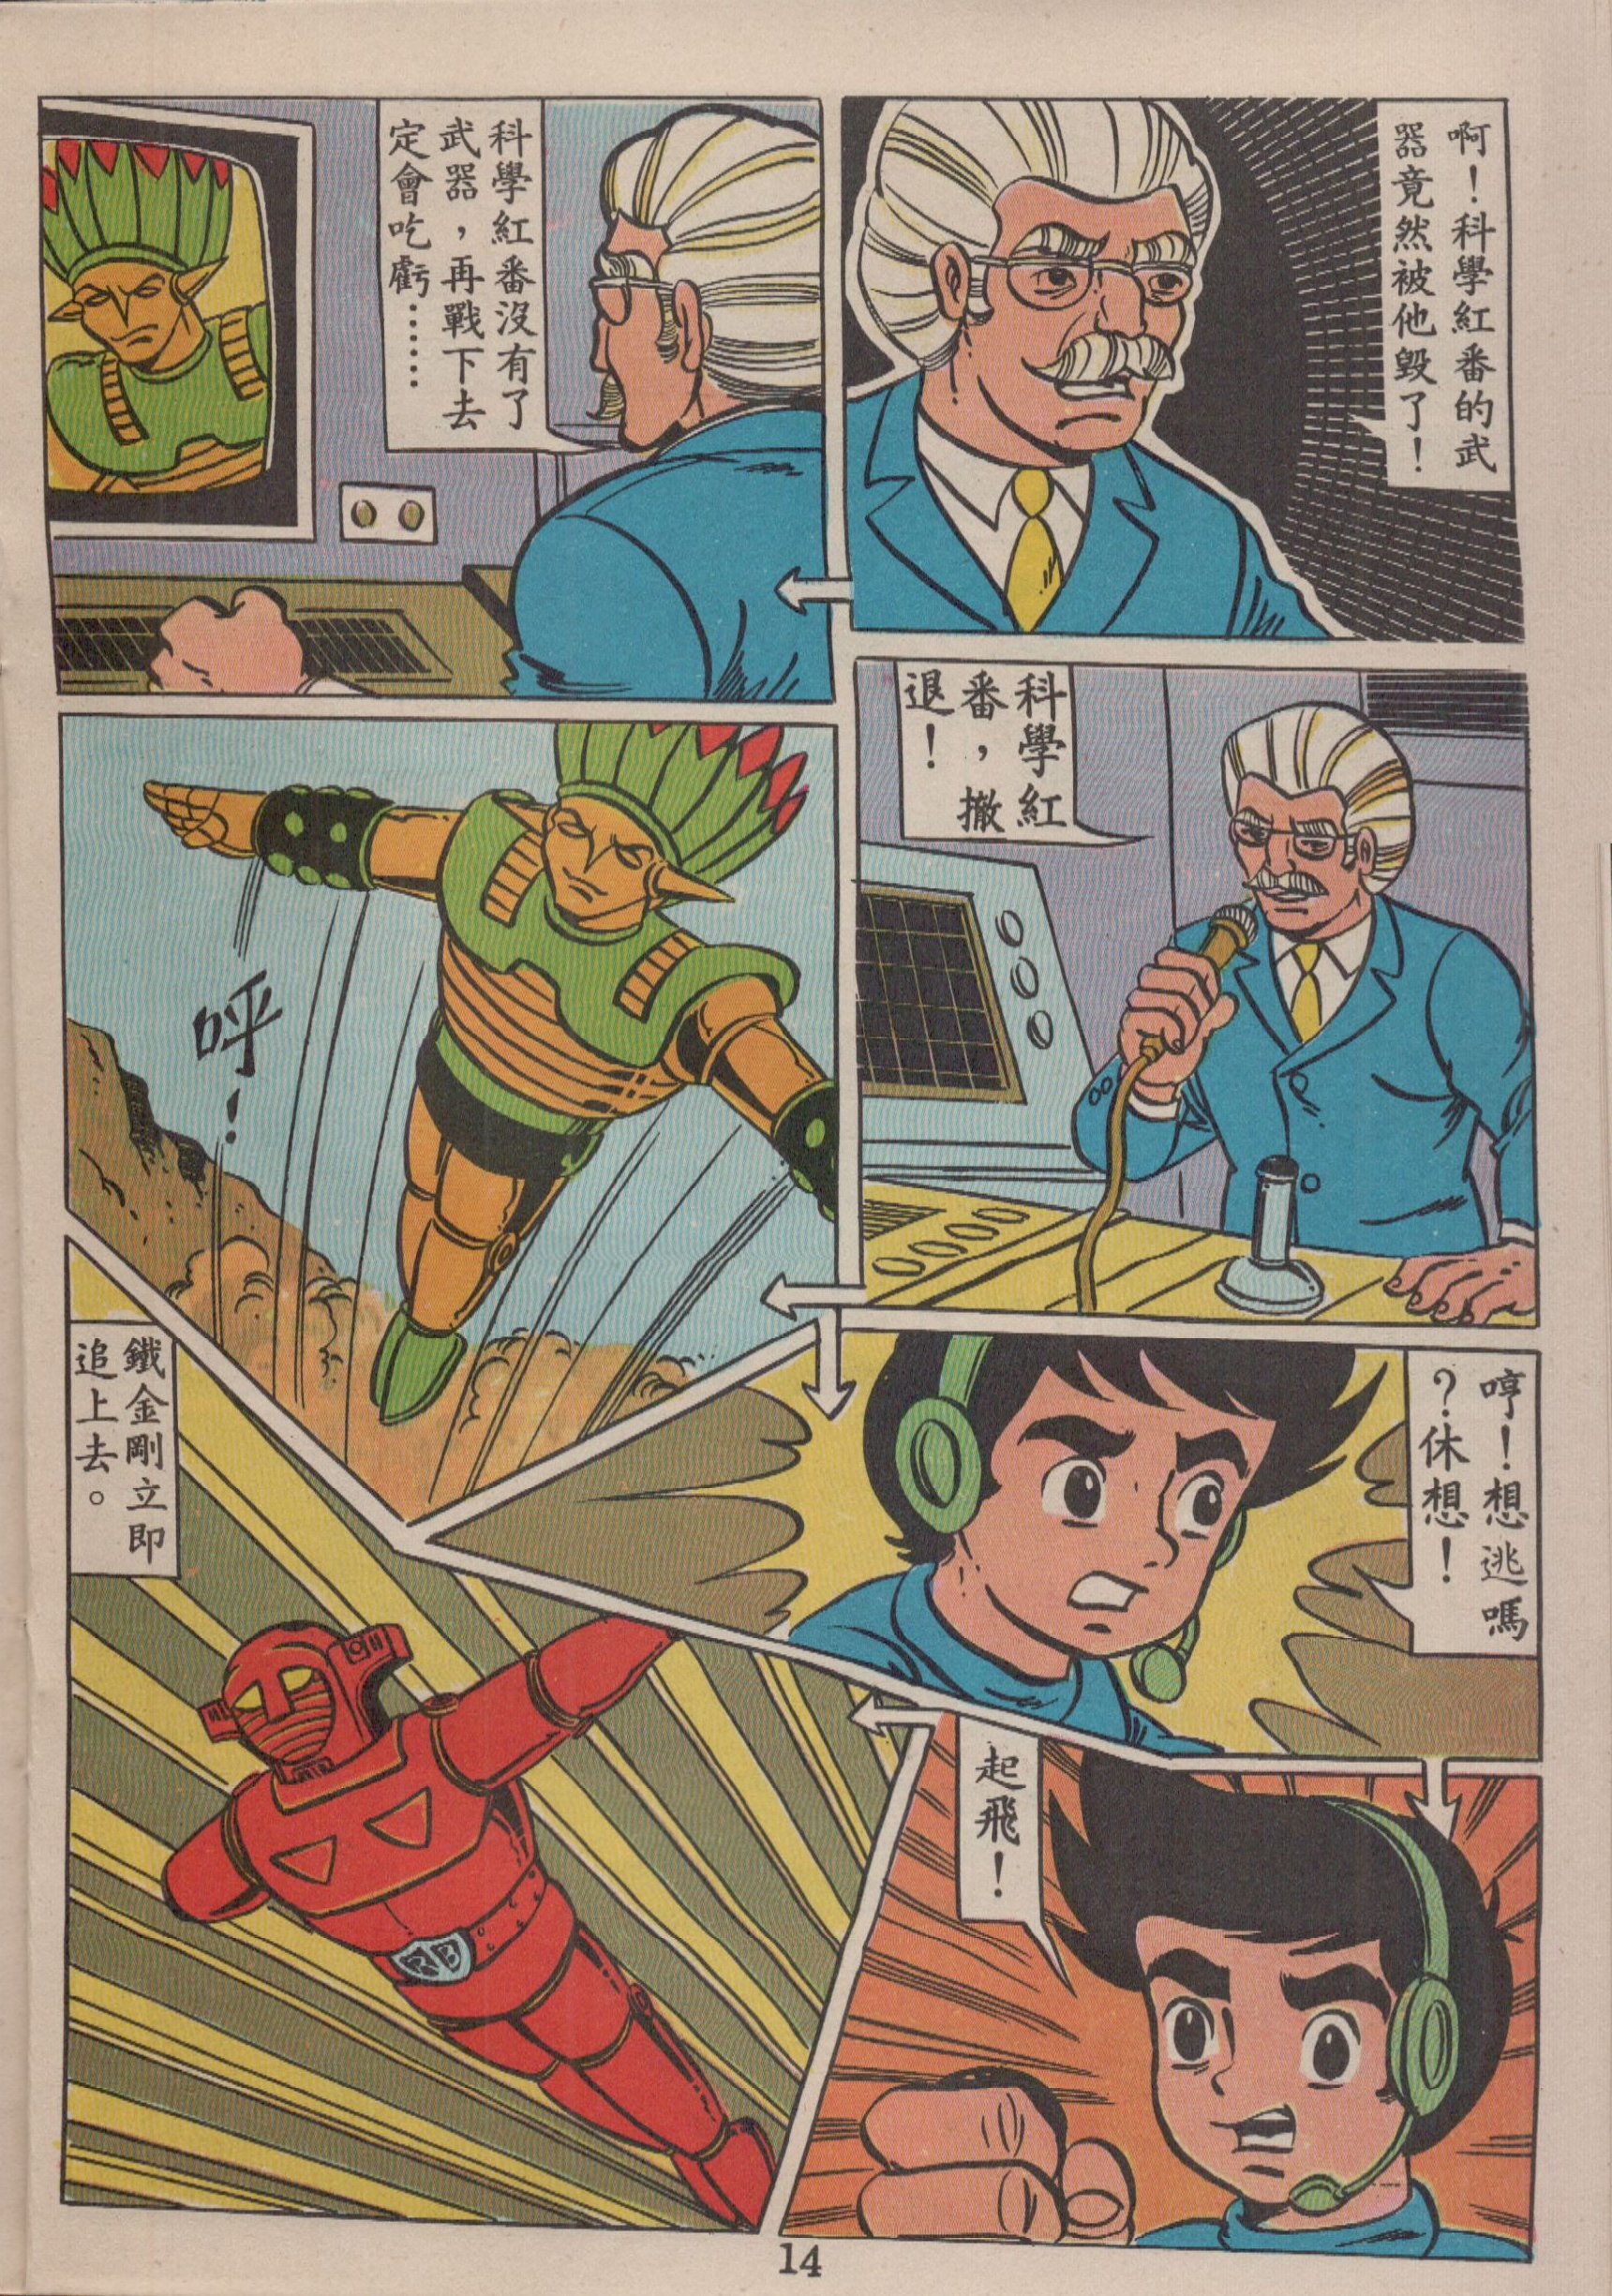 啊！科學紅番的武
器竟然被他毀了！
科學紅番沒有了
武器，再戰下去
定會吃虧……
科學紅
番，撤
退！
呼！
哼！想逃嗎
？休想！
起飛！
鐵金剛立即
追上去。
RB
14